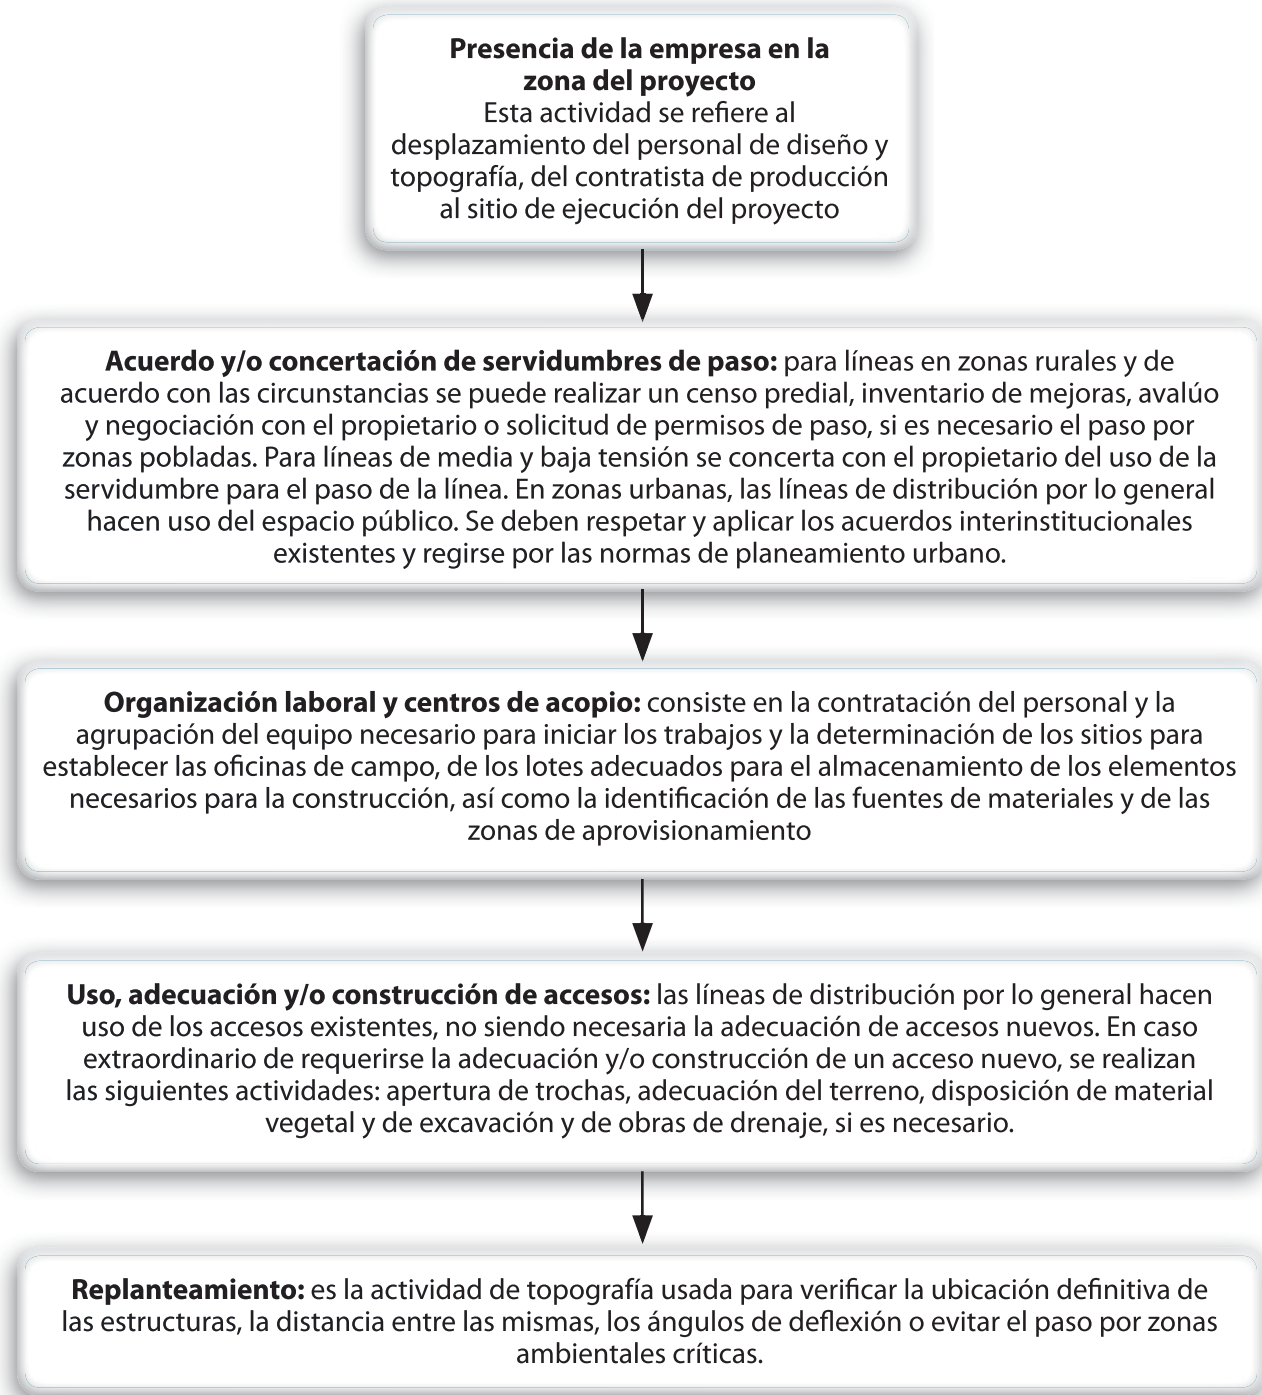 Presencia de la empresa en la
zona del proyecto
Esta actividad se refiere al
desplazamiento del personal de diseño y
topografía, del contratista de producción
al sitio de ejecución del proyecto
Acuerdo y/o concertación de servidumbres de paso: para líneas en zonas rurales y de
acuerdo con las circunstancias se puede realizar un censo predial, inventario de mejoras, avalúo
y negociación con el propietario o solicitud de permisos de paso, si es necesario el paso por
zonas pobladas. Para líneas de media y baja tensión se concerta con el propietario del uso de la
servidumbre para el paso de la línea. En zonas urbanas, las líneas de distribución por lo general
hacen uso del espacio público. Se deben respetar y aplicar los acuerdos interinstitucionales
existentes y regirse por las normas de planeamiento urbano.
Organización laboral y centros de acopio: consiste en la contratación del personal y la
agrupación del equipo necesario para iniciar los trabajos y la determinación de los sitios para
establecer las oficinas de campo, de los lotes adecuados para el almacenamiento de los elementos
necesarios para la construcción, así como la identificación de las fuentes de materiales y de las
zonas de aprovisionamiento
Uso, adecuación y/o construcción de accesos: las líneas de distribución por lo general hacen
uso de los accesos existentes, no siendo necesaria la adecuación de accesos nuevos. En caso
extraordinario de requerirse la adecuación y/o construcción de un acceso nuevo, se realizan
las siguientes actividades: apertura de trochas, adecuación del terreno, disposición de material
vegetal y de excavación y de obras de drenaje, si es necesario.
Replanteamiento: es la actividad de topografía usada para verificar la ubicación definitiva de
las estructuras, la distancia entre las mismas, los ángulos de deflexión o evitar el paso por zonas
ambientales críticas.